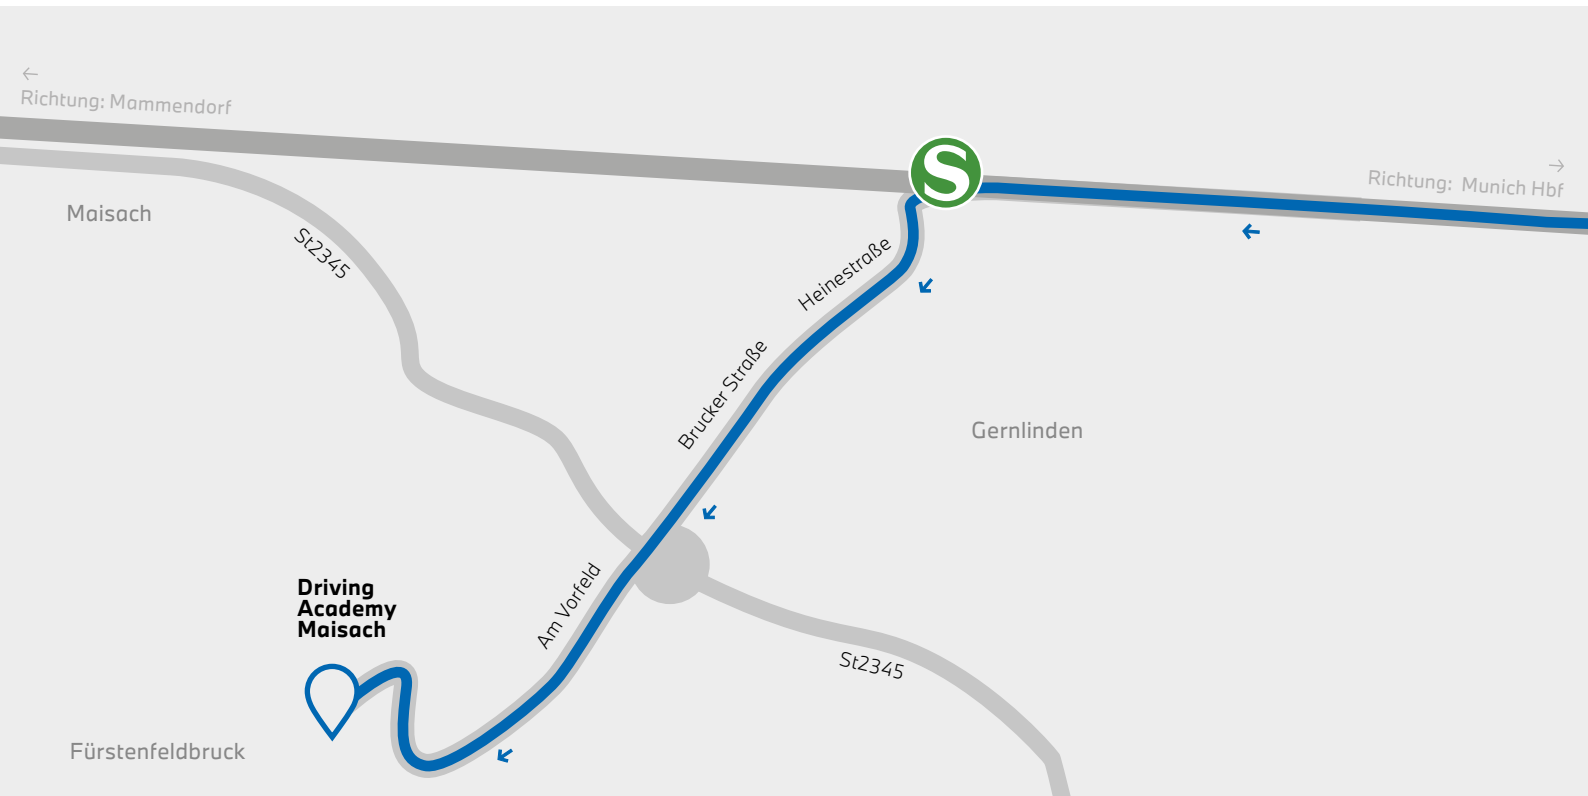 ←
Richtung: Mammendorf
S
→
Richtung: Munich Hbf
Maisach
St2345
Heinestraße
Brucker Straße
Gernlinden
Am Vorfeld
Driving
Academy
Maisach
St2345
Fürstenfeldbruck